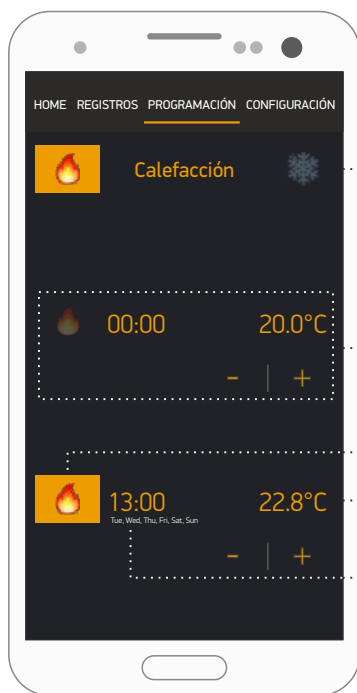 HOME REGISTROS PROGRAMACIÓN CONFIGURACIÓN
Calefacción
00:00 20.0°C
- +
13:00 22.8°C
Tue, Wed, Thu, Fri, Sat, Sun
- +